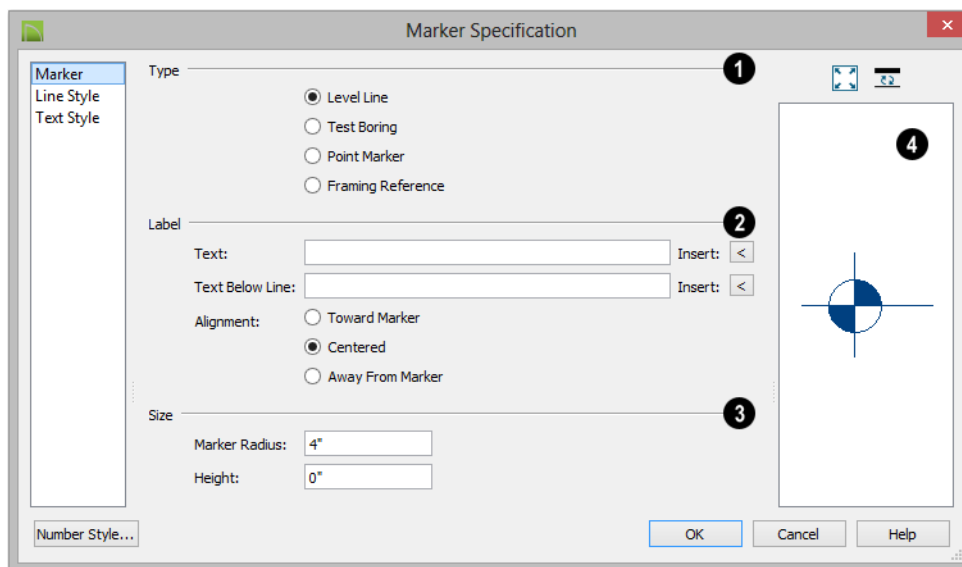 Marker Specification
Marker
Line Style
Text Style
Type 1
Level Line
Test Boring
Point Marker
Framing Reference
Label 2
Text: Insert: <
Text Below Line: Insert: <
Alignment: Toward Marker
Centered
Away From Marker
Size 3
Marker Radius: 4"
Height: 0"
4
Number Style... OK Cancel Help